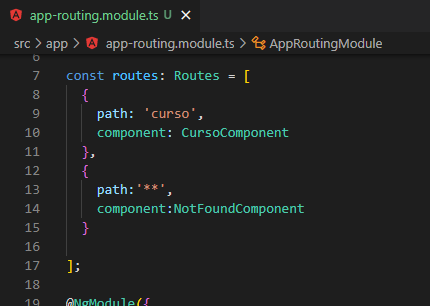 app-routing.module.ts U ×
src > app > app-routing.module.ts > AppRoutingModule
6
7 const routes: Routes = [
8 {
9 path: 'curso',
10 component: CursoComponent
11 },
12 {
13 path:'**',
14 component:NotFoundComponent
15 }
16
17 ];
18
19 @NgModule({